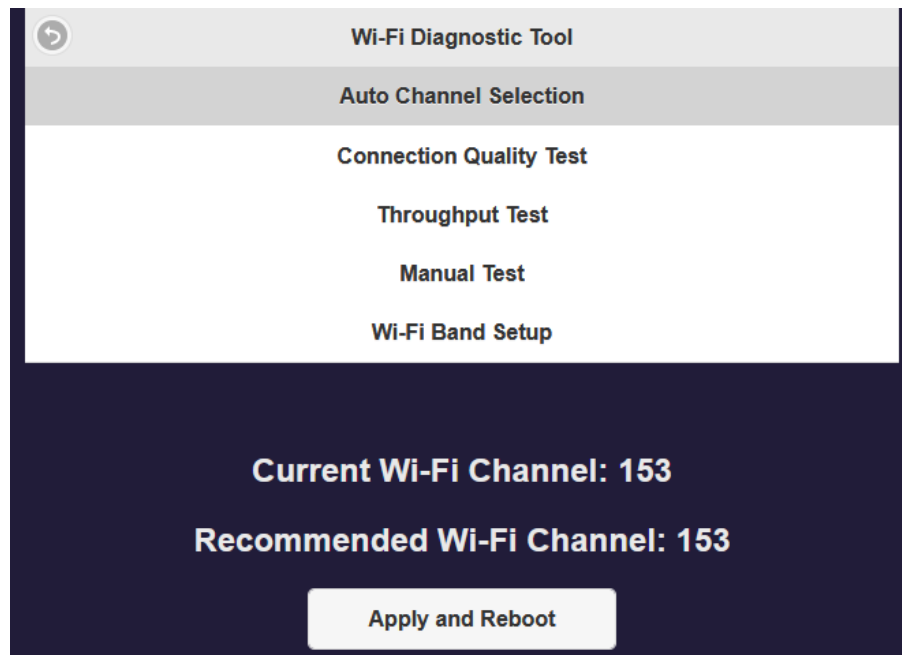 Wi-Fi Diagnostic Tool
Auto Channel Selection
Connection Quality Test
Throughput Test
Manual Test
Wi-Fi Band Setup
Current Wi-Fi Channel: 153
Recommended Wi-Fi Channel: 153
Apply and Reboot